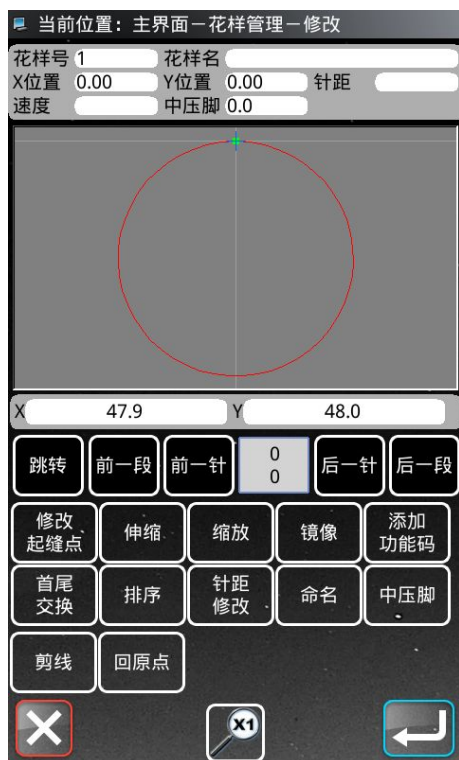 当前位置：主界面－花样管理－修改
花样号 1 花样名
X位置 0.00 Y位置 0.00 针距
速度 中压脚 0.0
X 47.9 Y 48.0
跳转 前一段 前一针 0 后一针 后一段
0
修改 伸缩 缩放 镜像 添加
起缝点 功能码
首尾 排序 针距 命名 中压脚
交换 修改
剪线 回原点
X1